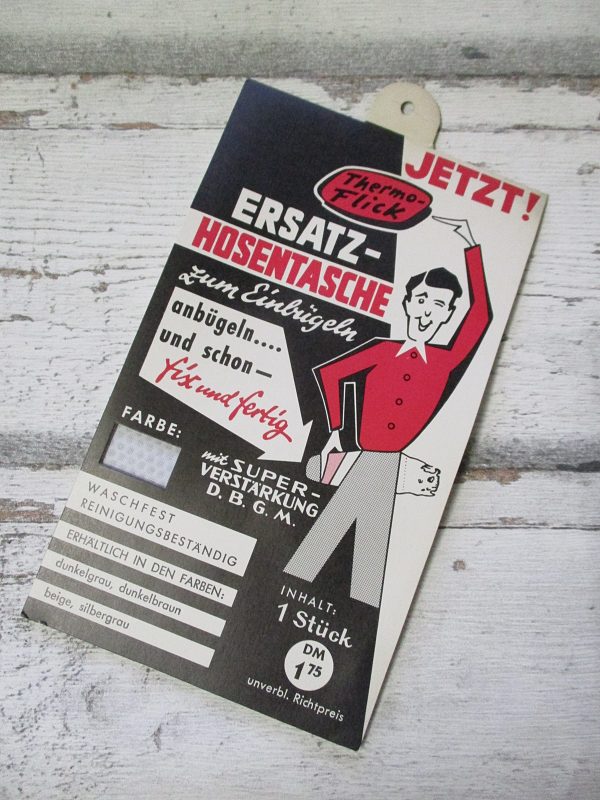 JETZT!
Thermo-
Flick
ERSATZ-
HOSENTASCHE
zum Einbügeln
anbügeln....
und schon—
fix und fertig
FARBE:
mit SUPER-
VERSTÄRKUNG
D. B. G. M.
WASCHFEST
REINIGUNGSBESTÄNDIG
ERHÄLTLICH IN DEN FARBEN:
dunkelgrau, dunkelbraun
beige, silbergrau
INHALT:
1 Stück
DM
1 75
unverbl. Richtpreis